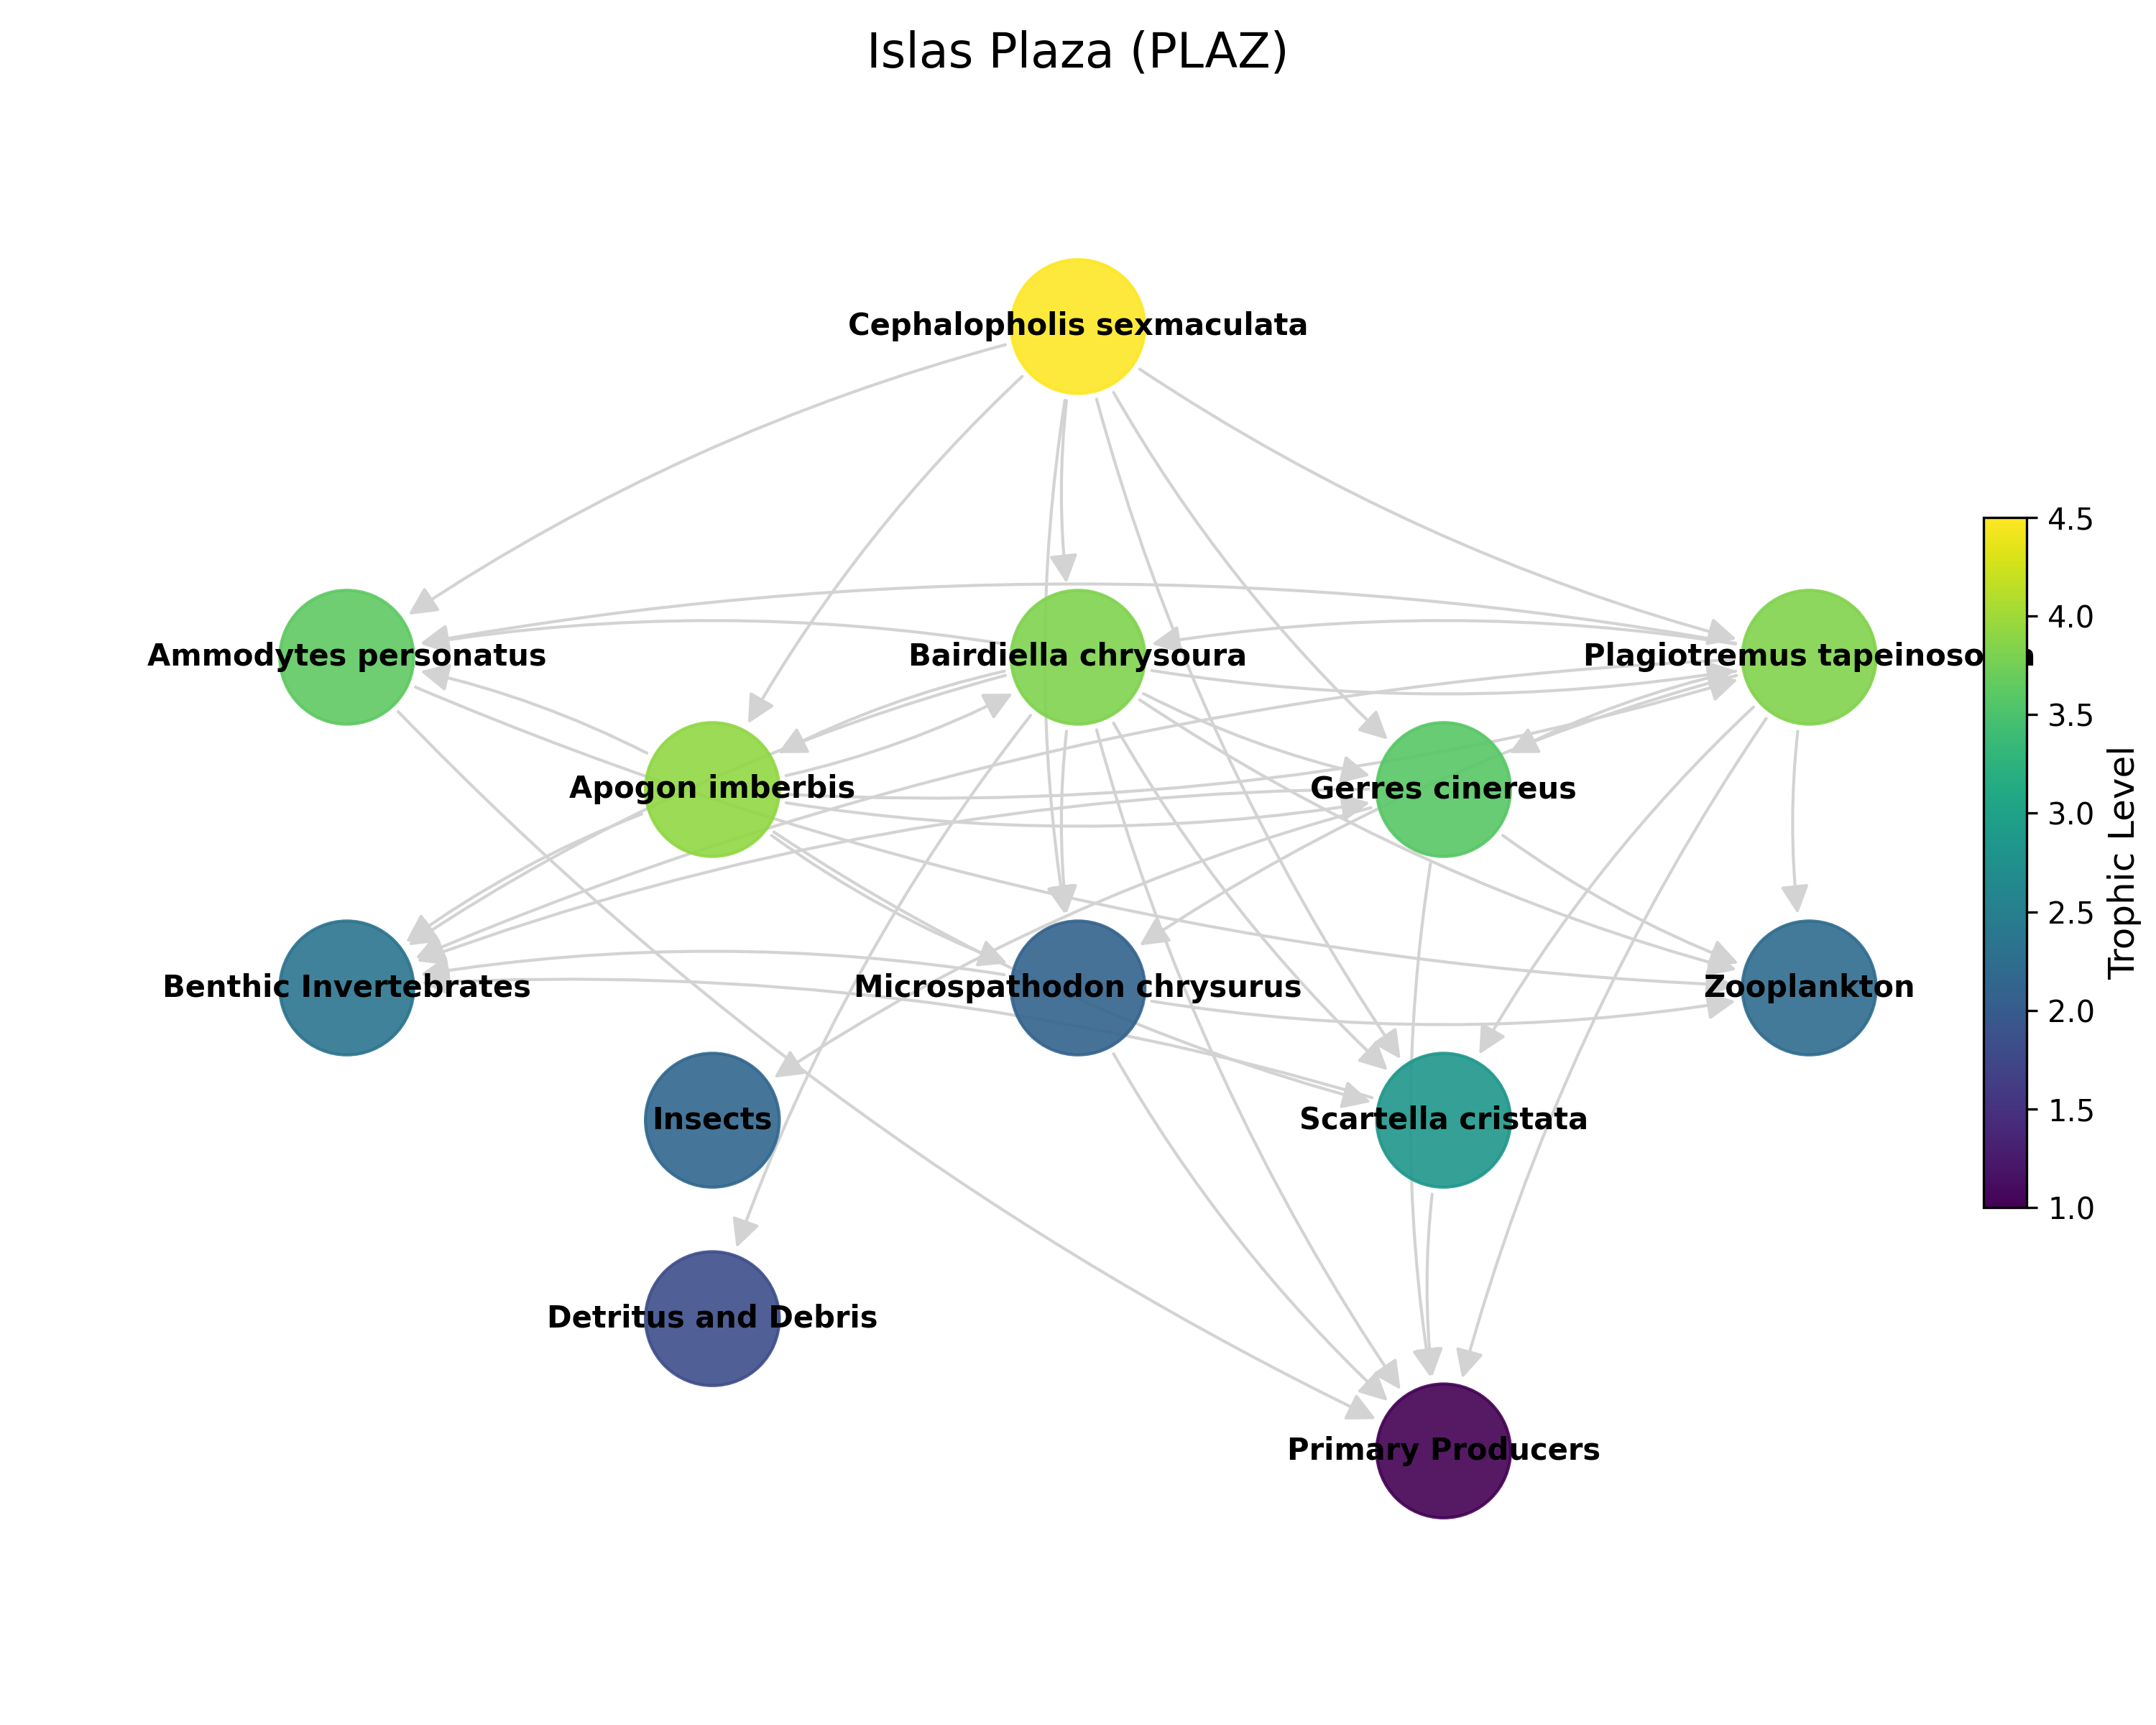 Islas Plaza (PLAZ)
Cephalopholis sexmaculata
4.5
4.0
3.5
3.0
2.5
2.0
1.5
1.0
Trophic Level
Ammodytes personatus
Bairdiella chrysoura
Plagiotremus tapeinosoma
Apogon imberbis
Gerres cinereus
Benthic Invertebrates
Microspathodon chrysurus
Zooplankton
Insects
Scartella cristata
Detritus and Debris
Primary Producers